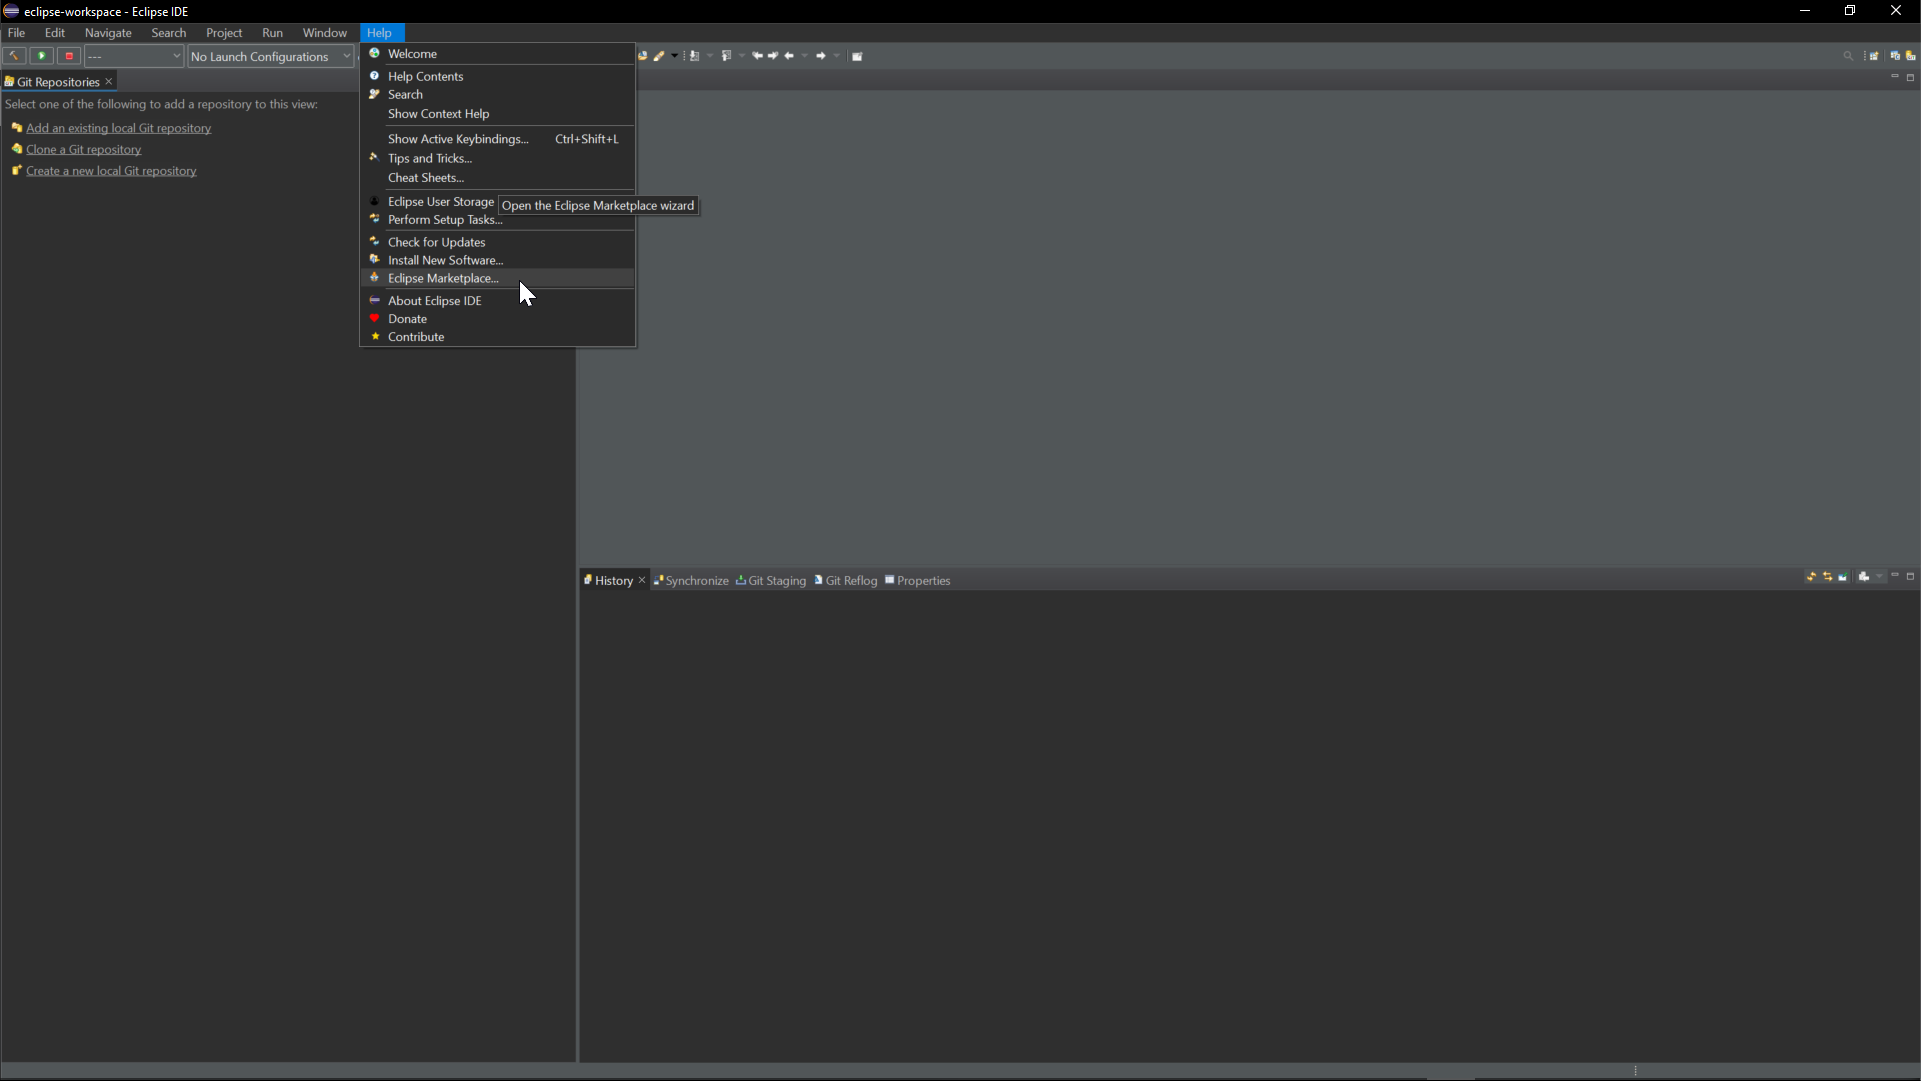 eclipse-workspace - Eclipse IDE
File Edit Navigate Search Project Run Window Help
--- No Launch Configurations
Git Repositories
Select one of the following to add a repository to this view:
Add an existing local Git repository
Clone a Git repository
Create a new local Git repository
Welcome
Help Contents
Search
Show Context Help
Show Active Keybindings... Ctrl+Shift+L
Tips and Tricks...
Cheat Sheets...
Eclipse User Storage
Open the Eclipse Marketplace wizard
Perform Setup Tasks...
Check for Updates
Install New Software...
Eclipse Marketplace...
About Eclipse IDE
Donate
Contribute
History Synchronize Git Staging Git Reflog Properties